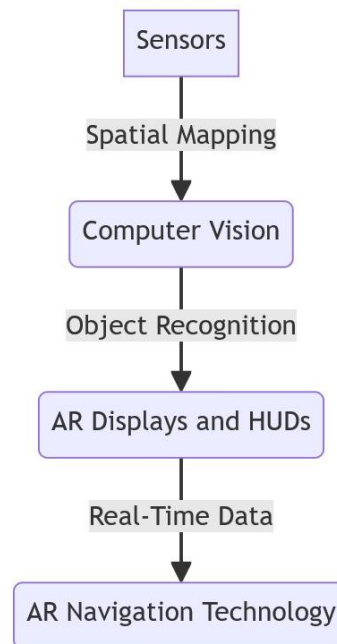 Sensors
Spatial Mapping
Computer Vision
Object Recognition
AR Displays and HUDs
Real-Time Data
AR Navigation Technology